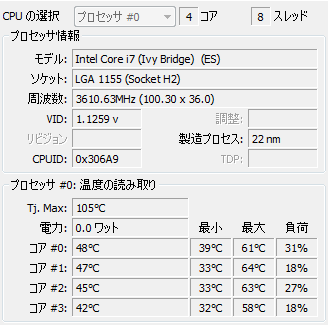 CPU の選択 プロセッサ #0 4 コア 8 スレッド
プロセッサ情報
モデル: Intel Core i7 (Ivy Bridge) (ES)
ソケット: LGA 1155 (Socket H2)
周波数: 3610.63MHz (100.30 x 36.0)
VID: 1.1259 v 調整:
リビジョン 製造プロセス: 22 nm
CPUID: 0x306A9 TDP:
プロセッサ #0: 温度の読み取り
Tj. Max: 105℃
電力: 0.0 ワット 最小 最大 負荷
コア #0: 48℃ 39℃ 61℃ 31%
コア #1: 47℃ 33℃ 64℃ 18%
コア #2: 45℃ 33℃ 63℃ 27%
コア #3: 42℃ 32℃ 58℃ 18%